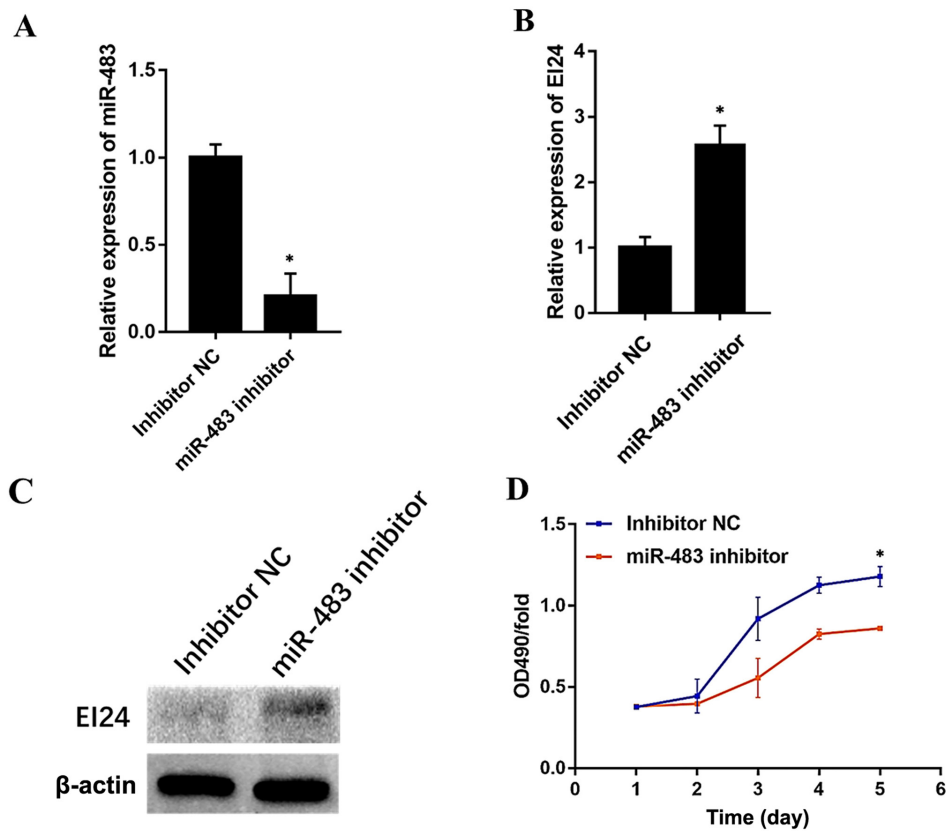 A
Relative expression of miR-483
1.5
1.0
0.5
0.0
*
Inhibitor NC
miR-483 inhibitor
B
Relative expression of EI24
4
3
2
1
0
*
Inhibitor NC
miR-483 inhibitor
C
Inhibitor NC
miR-483 inhibitor
EI24
β-actin
D
Inhibitor NC
miR-483 inhibitor
OD490/fold
1.5
1.0
0.5
0.0
*
0 1 2 3 4 5 6
Time (day)